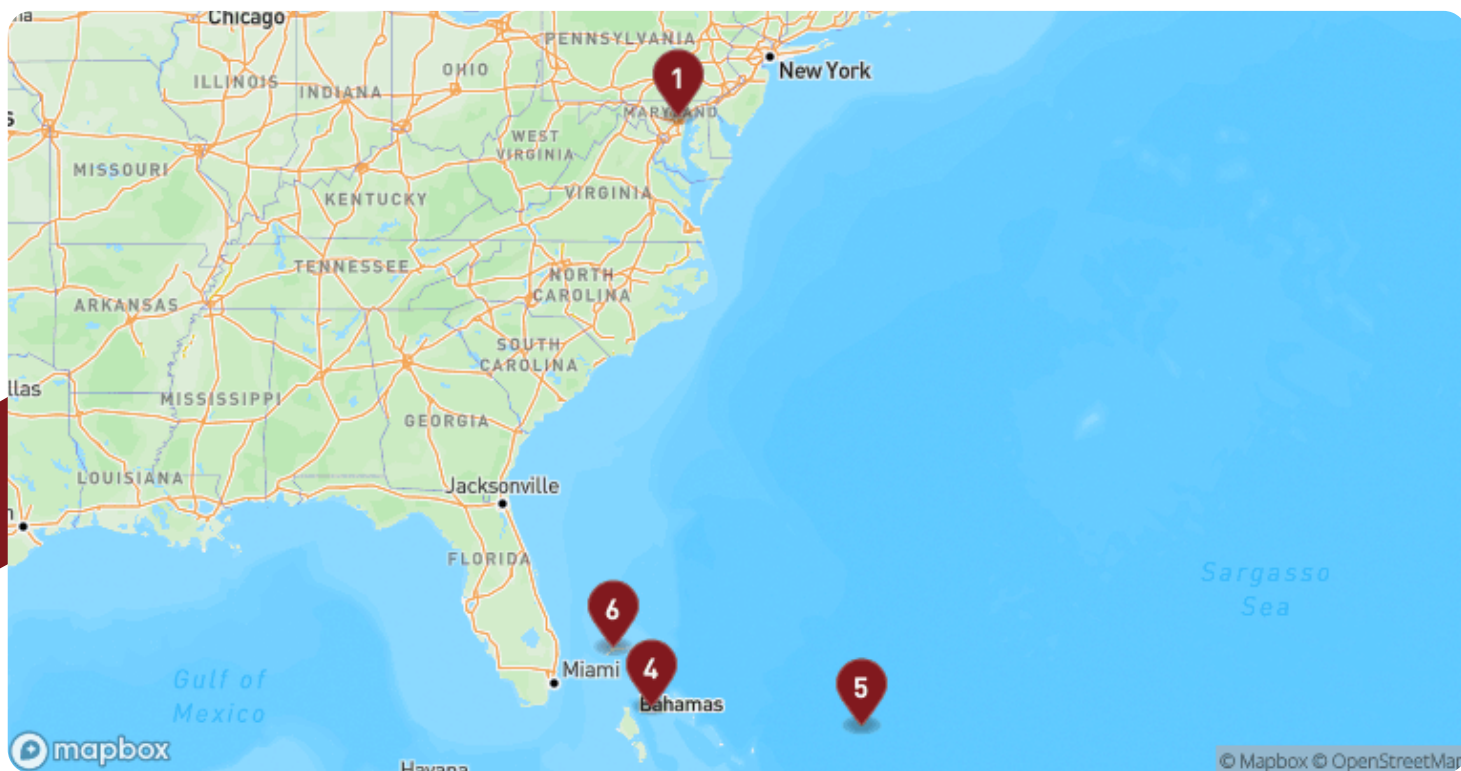 Chicago
PENNSYLVANIA
New York
OHIO
ILLINOIS
INDIANA
1
MARYLAND
WEST
VIRGINIA
MISSOURI
KENTUCKY
VIRGINIA
TENNESSEE
NORTH
CAROLINA
ARKANSAS
SOUTH
CAROLINA
llas
MISSISSIPPI
GEORGIA
LOUISIANA
Jacksonville
FLORIDA
Sargasso
Sea
6
Miami
4
Bahamas
5
Gulf of
Mexico
mapbox
Havana
© Mapbox © OpenStreetMap